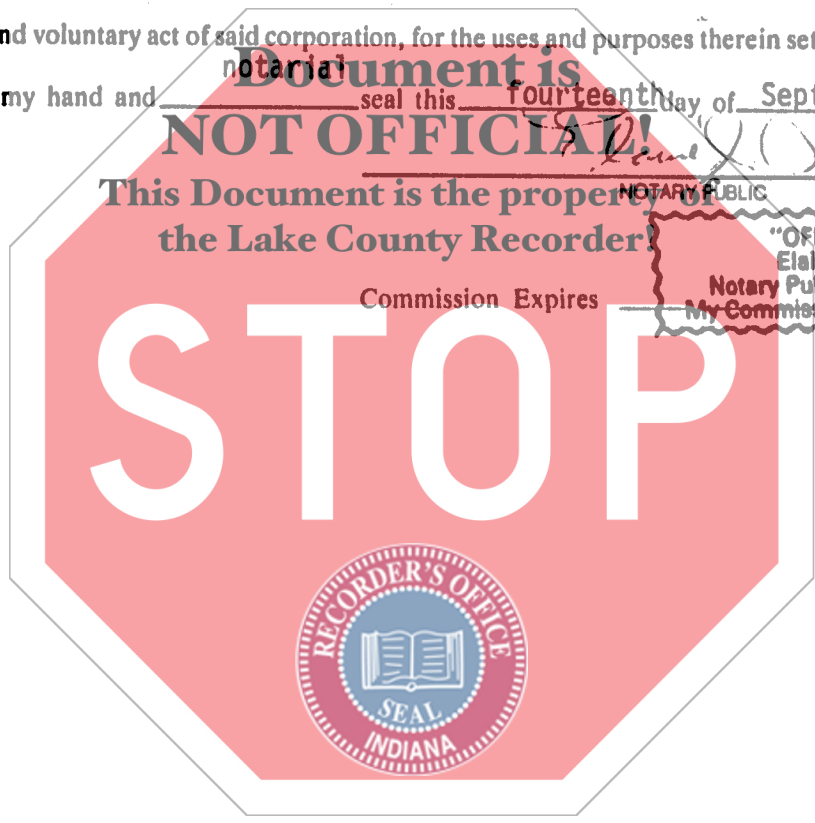 nd voluntary act of said corporation, for the uses and purposes therein set
Document is
notarial
my hand and seal this fourteenth day of Sept
NOT OFFICIAL!
This Document is the property of
NOTARY PUBLIC
the Lake County Recorder!
"OF
Elai
Notary Pu
Commission Expires
My Commis
STOP
RECORDER'S OFFICE
SEAL
INDIANA